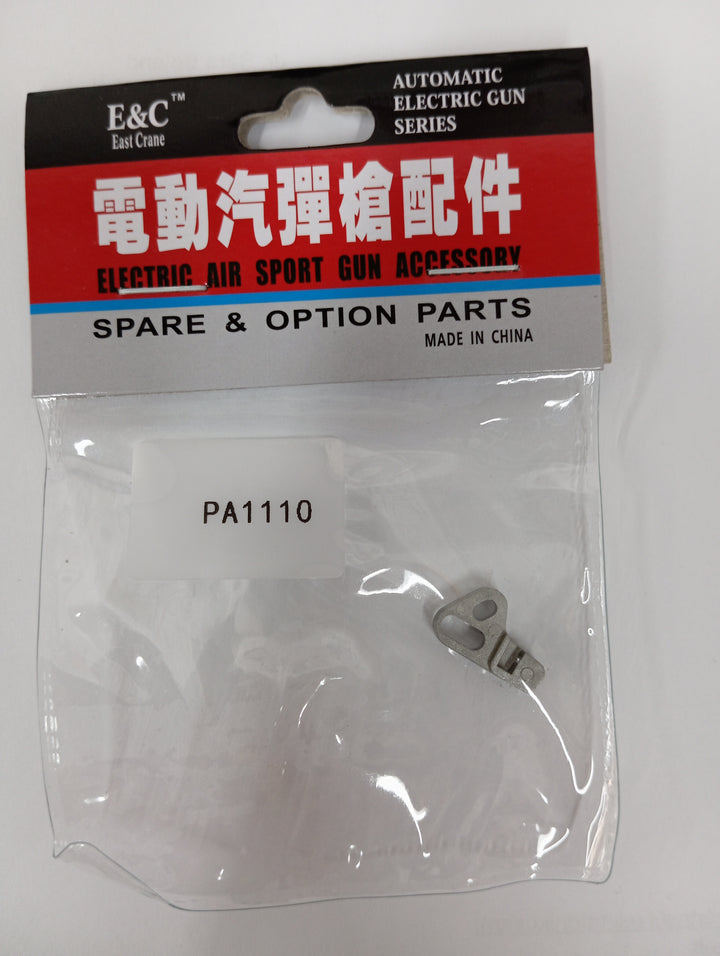 E&C™
East Crane
AUTOMATIC
ELECTRIC GUN
SERIES
電動汽彈槍配件
ELECTRIC AIR SPORT GUN ACCESSORY
SPARE & OPTION PARTS
MADE IN CHINA
PA1110